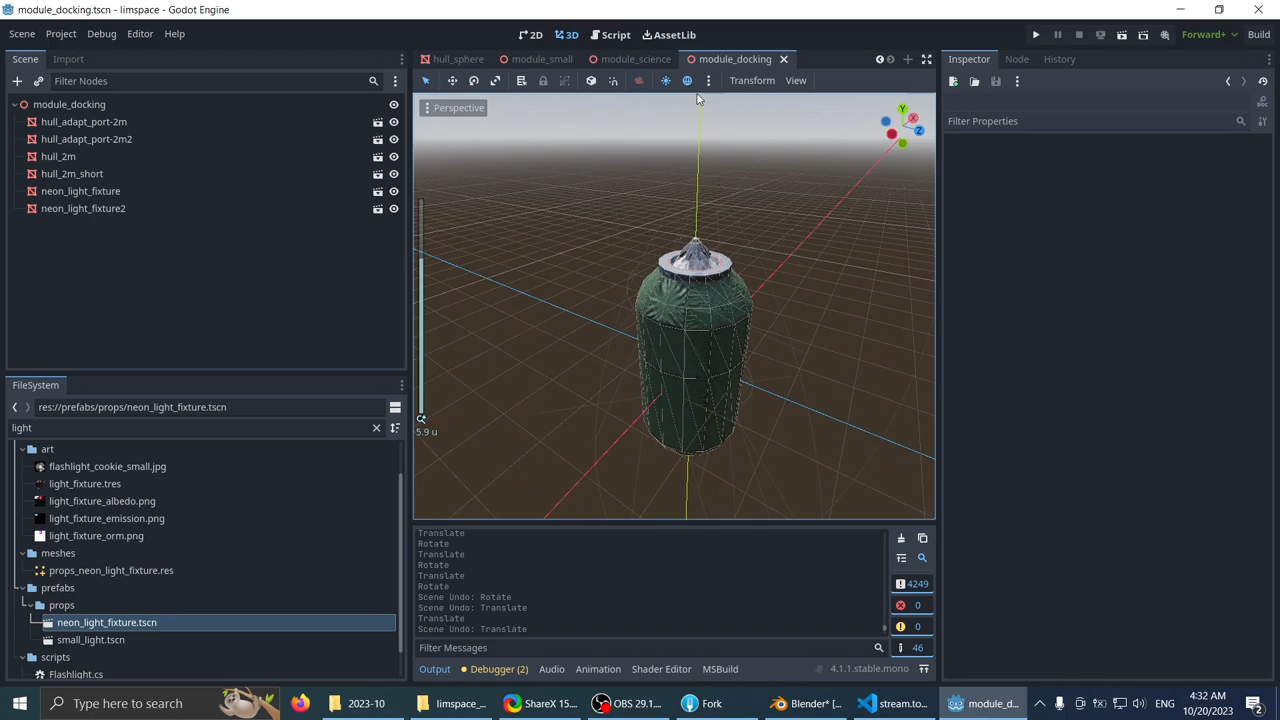 module_docking.tscn - limspace - Godot Engine
Scene Project Debug Editor Help
2D 3D Script AssetLib
Forward+ Build
Scene Import
hull_sphere module_small module_science module_docking
Inspector Node History
Filter Nodes
Transform View
Perspective
Y X Z
Filter Properties
module_docking
hull_adapt_port-2m
hull_adapt_port-2m2
hull_2m
hull_2m_short
neon_light_fixture
neon_light_fixture2
5.9 u
FileSystem
res://prefabs/props/neon_light_fixture.tscn
light
art
flashlight_cookie_small.jpg
light_fixture.tres
light_fixture_albedo.png
light_fixture_emission.png
light_fixture_orm.png
meshes
props_neon_light_fixture.res
prefabs
props
neon_light_fixture.tscn
small_light.tscn
scripts
Flashlight.cs
Translate
Rotate
Translate
Rotate
Translate
Rotate
Scene Undo: Rotate
Scene Undo: Translate
Translate
Scene Undo: Translate
4249
0
0
46
Filter Messages
Output Debugger (2) Audio Animation Shader Editor MSBuild 4.1.1.stable.mono
Type here to search
2023-10
limspace_...
ShareX 15....
OBS 29.1....
Fork
Blender* [...
stream.to...
module_d...
ENG
4:32 AM
10/20/2023
2